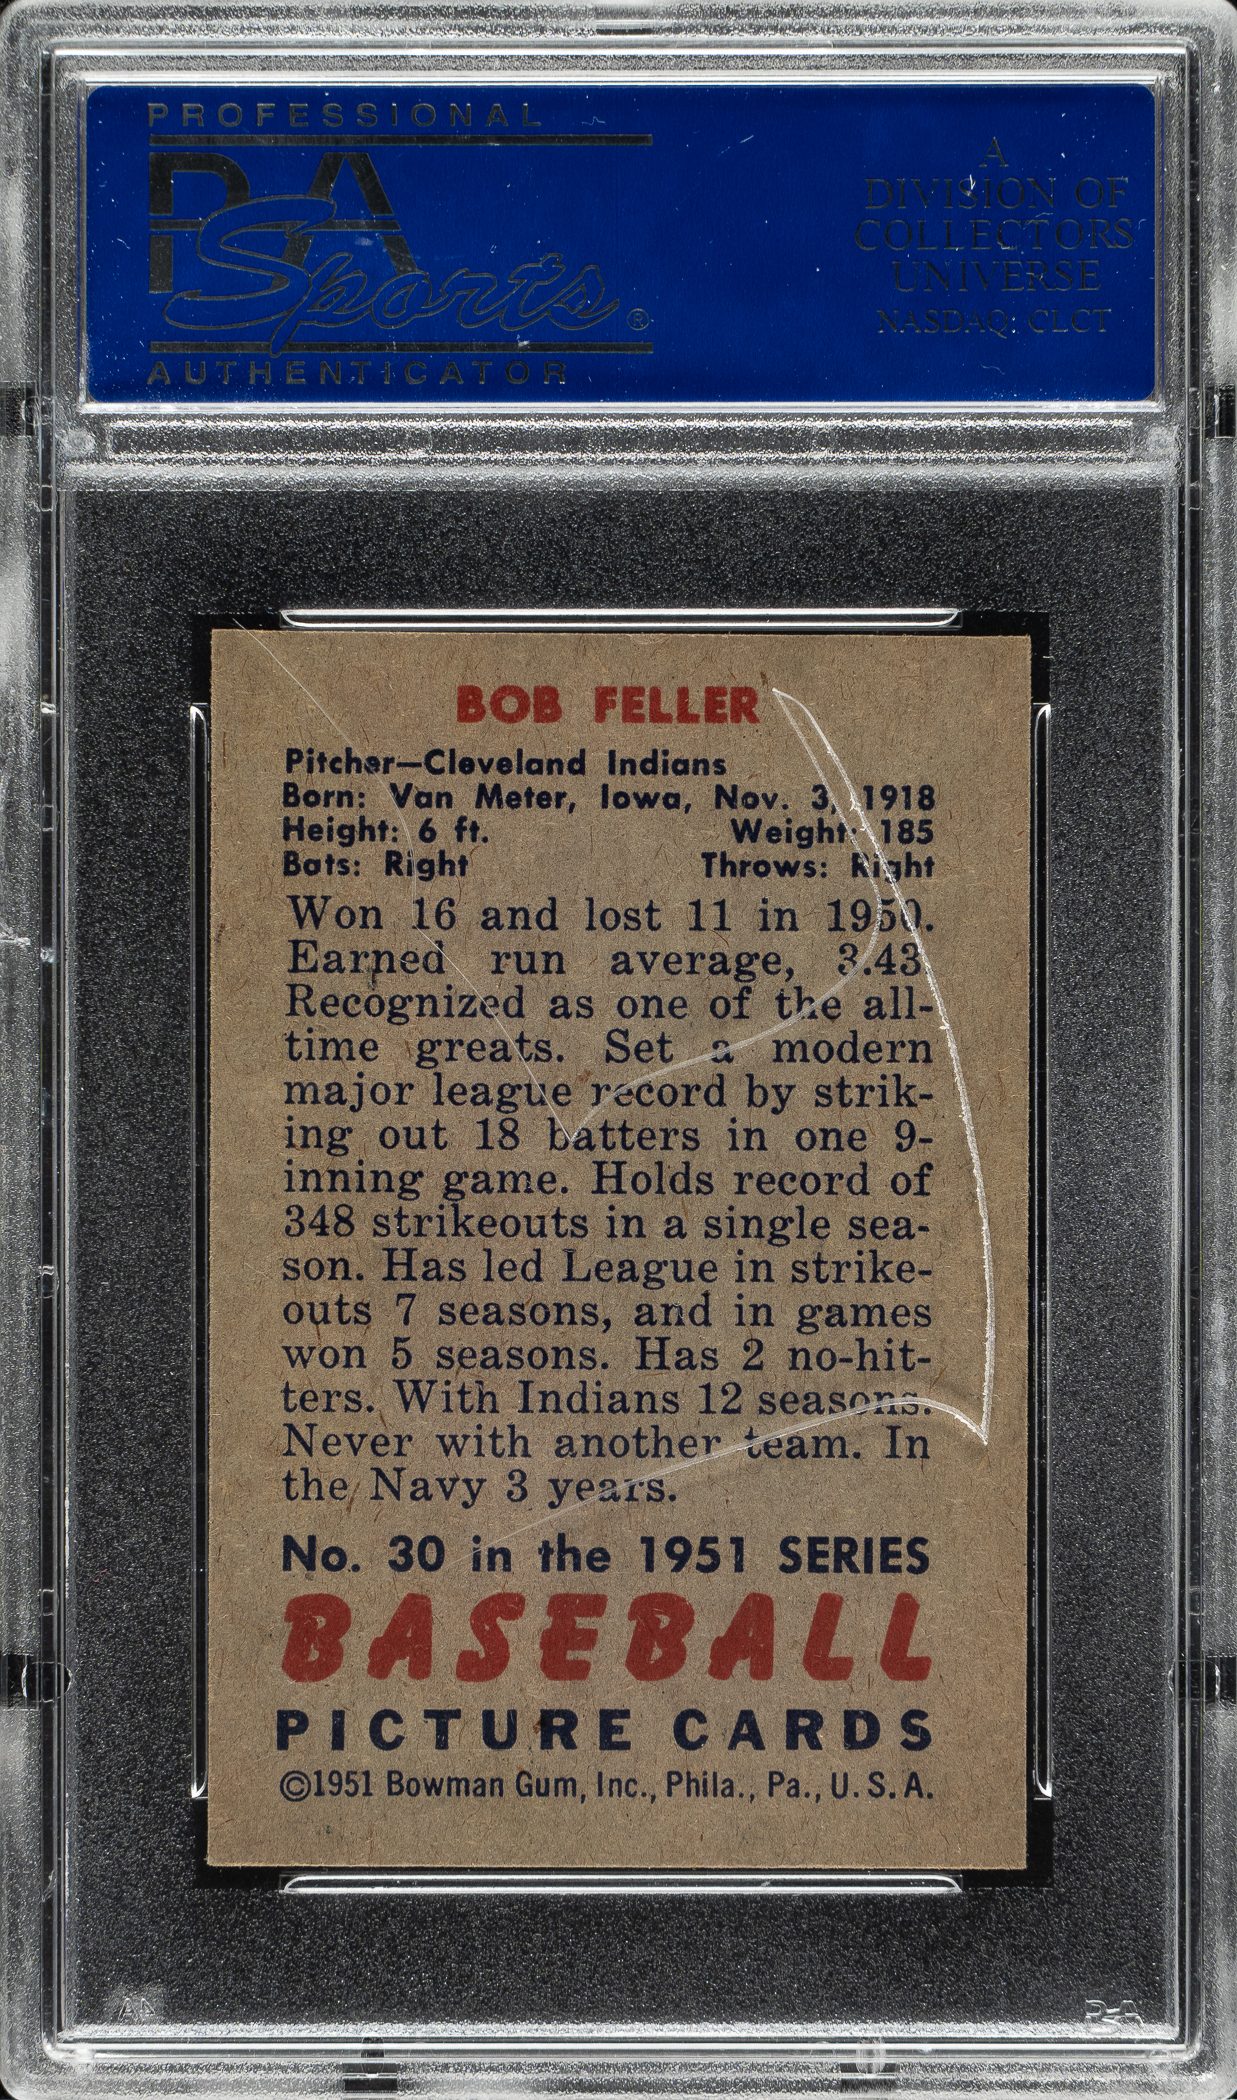 PROFESSIONAL
PSA
Sports®
AUTHENTICATOR
A
DIVISION OF
COLLECTORS
UNIVERSE
NASDAQ: CLCT
BOB FELLER
Pitcher—Cleveland Indians
Born: Van Meter, Iowa, Nov. 3, 1918
Height: 6 ft. Weight: 185
Bats: Right Throws: Right
Won 16 and lost 11 in 1950.
Earned run average, 3.43.
Recognized as one of the all-
time greats. Set a modern
major league record by strik-
ing out 18 batters in one 9-
inning game. Holds record of
348 strikeouts in a single sea-
son. Has led League in strike-
outs 7 seasons, and in games
won 5 seasons. Has 2 no-hit-
ters. With Indians 12 seasons.
Never with another team. In
the Navy 3 years.
No. 30 in the 1951 SERIES
BASEBALL
PICTURE CARDS
©1951 Bowman Gum, Inc., Phila., Pa., U.S.A.
PSA